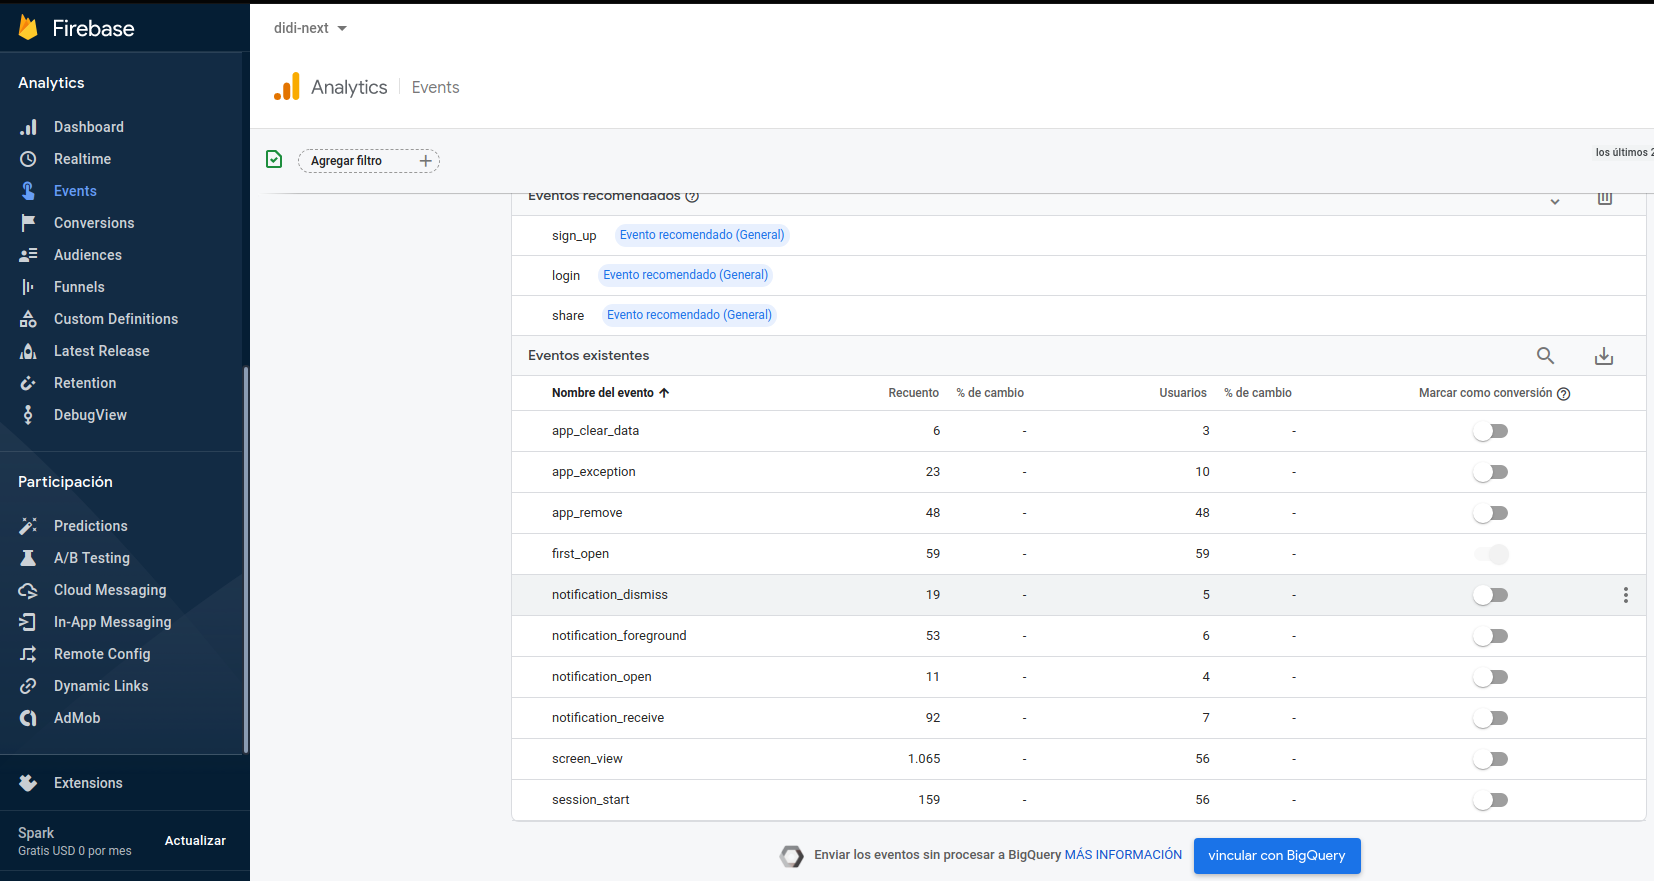 Firebase
Analytics
Dashboard
Realtime
Events
Conversions
Audiences
Funnels
Custom Definitions
Latest Release
Retention
DebugView
Participación
Predictions
A/B Testing
Cloud Messaging
In-App Messaging
Remote Config
Dynamic Links
AdMob
Extensions
Spark
Gratis USD 0 por mes
Actualizar
didi-next
Analytics Events
Agregar filtro
los últimos 2
Eventos recomendados
sign_up Evento recomendado (General)
login Evento recomendado (General)
share Evento recomendado (General)
Eventos existentes
Nombre del evento Recuento % de cambio Usuarios % de cambio Marcar como conversión
app_clear_data 6 - 3 -
app_exception 23 - 10 -
app_remove 48 - 48 -
first_open 59 - 59 -
notification_dismiss 19 - 5 -
notification_foreground 53 - 6 -
notification_open 11 - 4 -
notification_receive 92 - 7 -
screen_view 1.065 - 56 -
session_start 159 - 56 -
Enviar los eventos sin procesar a BigQuery MÁS INFORMACIÓN vincular con BigQuery